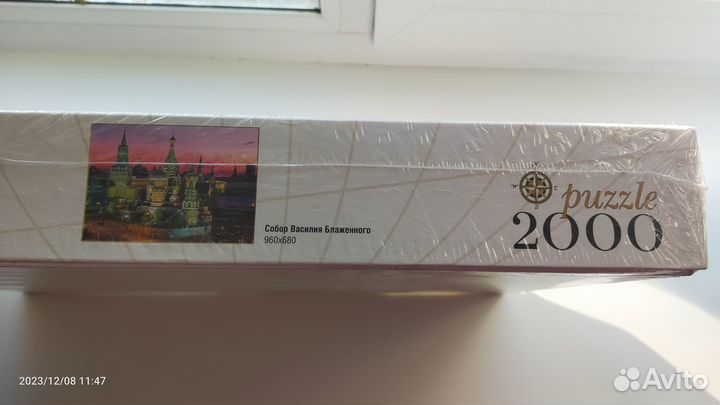 Собор Василия Блаженного
960x680
puzzle
2000
2023/12/08 11:47
Avito